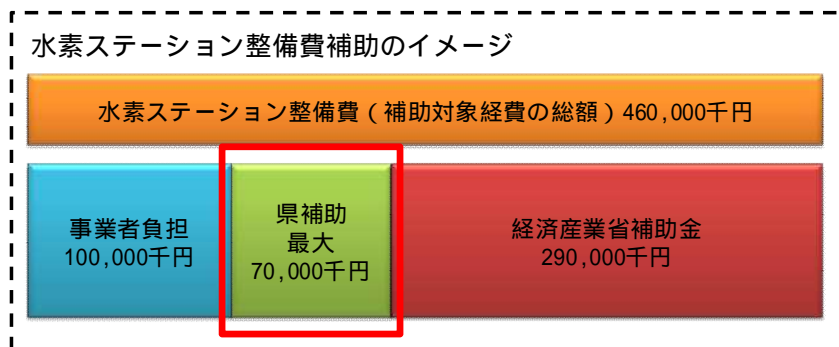 水素ステーション整備費補助のイメージ
水素ステーション整備費(補助対象経費の総額)460,000千円
事業者負担
100,000千円
県補助
最大
70,000千円
経済産業省補助金
290,000千円